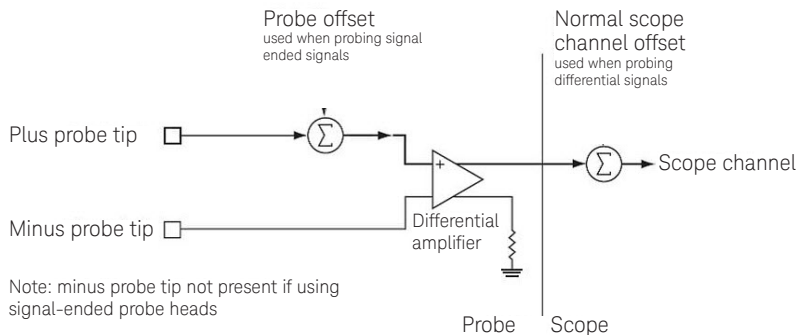 Probe offset
used when probing signal
ended signals
Normal scope
channel offset
used when probing
differential signals
Plus probe tip
Σ
Σ
Scope channel
+
Minus probe tip
Differential
amplifier
Note: minus probe tip not present if using
signal-ended probe heads
Probe
Scope